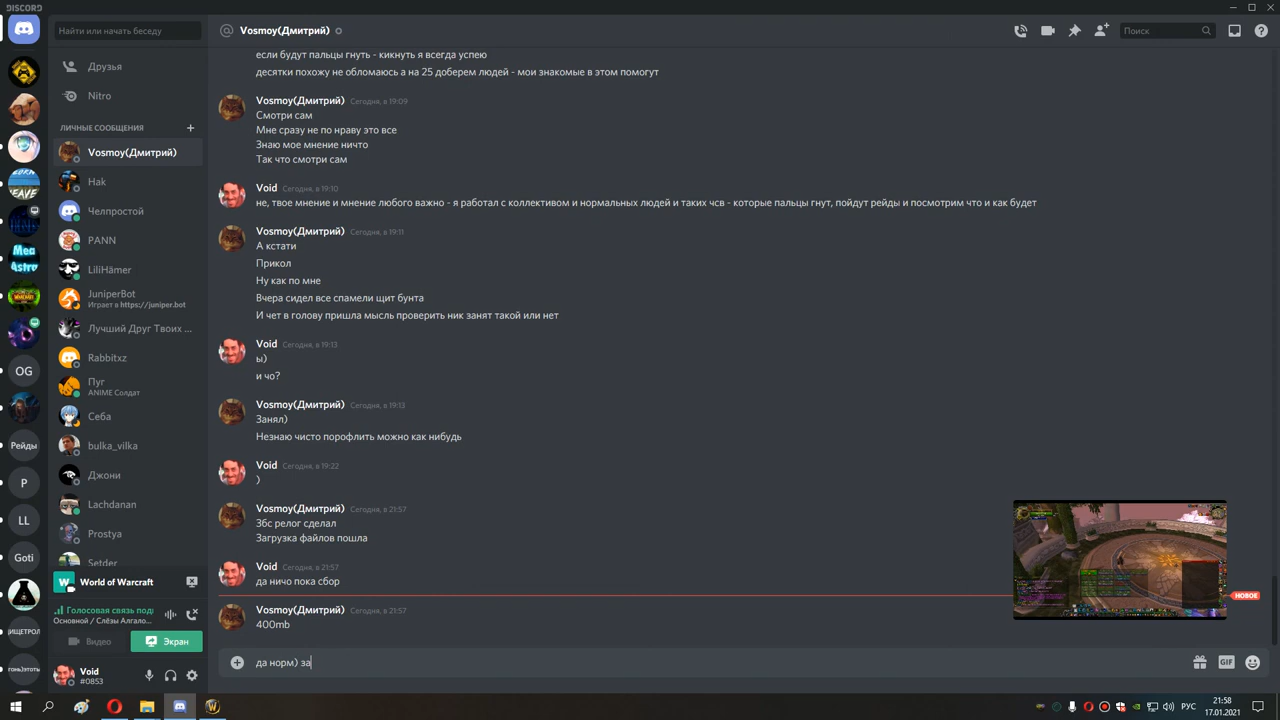 DISCORD
Найти или начать беседу
Друзья
Nitro
ЛИЧНЫЕ СООБЩЕНИЯ
Vosmoy(Дмитрий)
Hak
Челпростой
PANN
LiliHämer
JuniperBot
Играет в https://juniper.bot
Лучший Друг Твоих ...
Rabbitxz
Пуг
ANIME Солдат
Себа
bulka_vilka
Джони
Lachdanan
Prostya
Setder
OG
Рейды
P
LL
Goti
World of Warcraft
Голосовая связь под
Основной / Слёзы Алгало
Видео
Экран
Void
#0853
Vosmoy(Дмитрий)
Поиск
если будут пальцы гнуть - кикнуть я всегда успею
десятки похожу не обломаюсь а на 25 доберем людей - мои знакомые в этом помогут
Vosmoy(Дмитрий) Сегодня, в 19:09
Смотри сам
Мне сразу не по нраву это все
Знаю мое мнение ничто
Так что смотри сам
Void Сегодня, в 19:10
не, твое мнение и мнение любого важно - я работал с коллективом и нормальных людей и таких чсв - которые пальцы гнут, пойдут рейды и посмотрим что и как будет
Vosmoy(Дмитрий) Сегодня, в 19:11
А кстати
Прикол
Ну как по мне
Вчера сидел все спамели щит бунта
И чет в голову пришла мысль проверить ник занят такой или нет
Void Сегодня, в 19:13
ы)
и чо?
Vosmoy(Дмитрий) Сегодня, в 19:13
Занял)
Незнаю чисто порофлить можно как нибудь
Void Сегодня, в 19:22
)
Vosmoy(Дмитрий) Сегодня, в 21:57
Збс релог сделал
Загрузка файлов пошла
Void Сегодня, в 21:57
да ничо пока сбор
НОВОЕ
Vosmoy(Дмитрий) Сегодня, в 21:57
400mb
да норм) за
GIF
РУС
21:58
17.01.2021